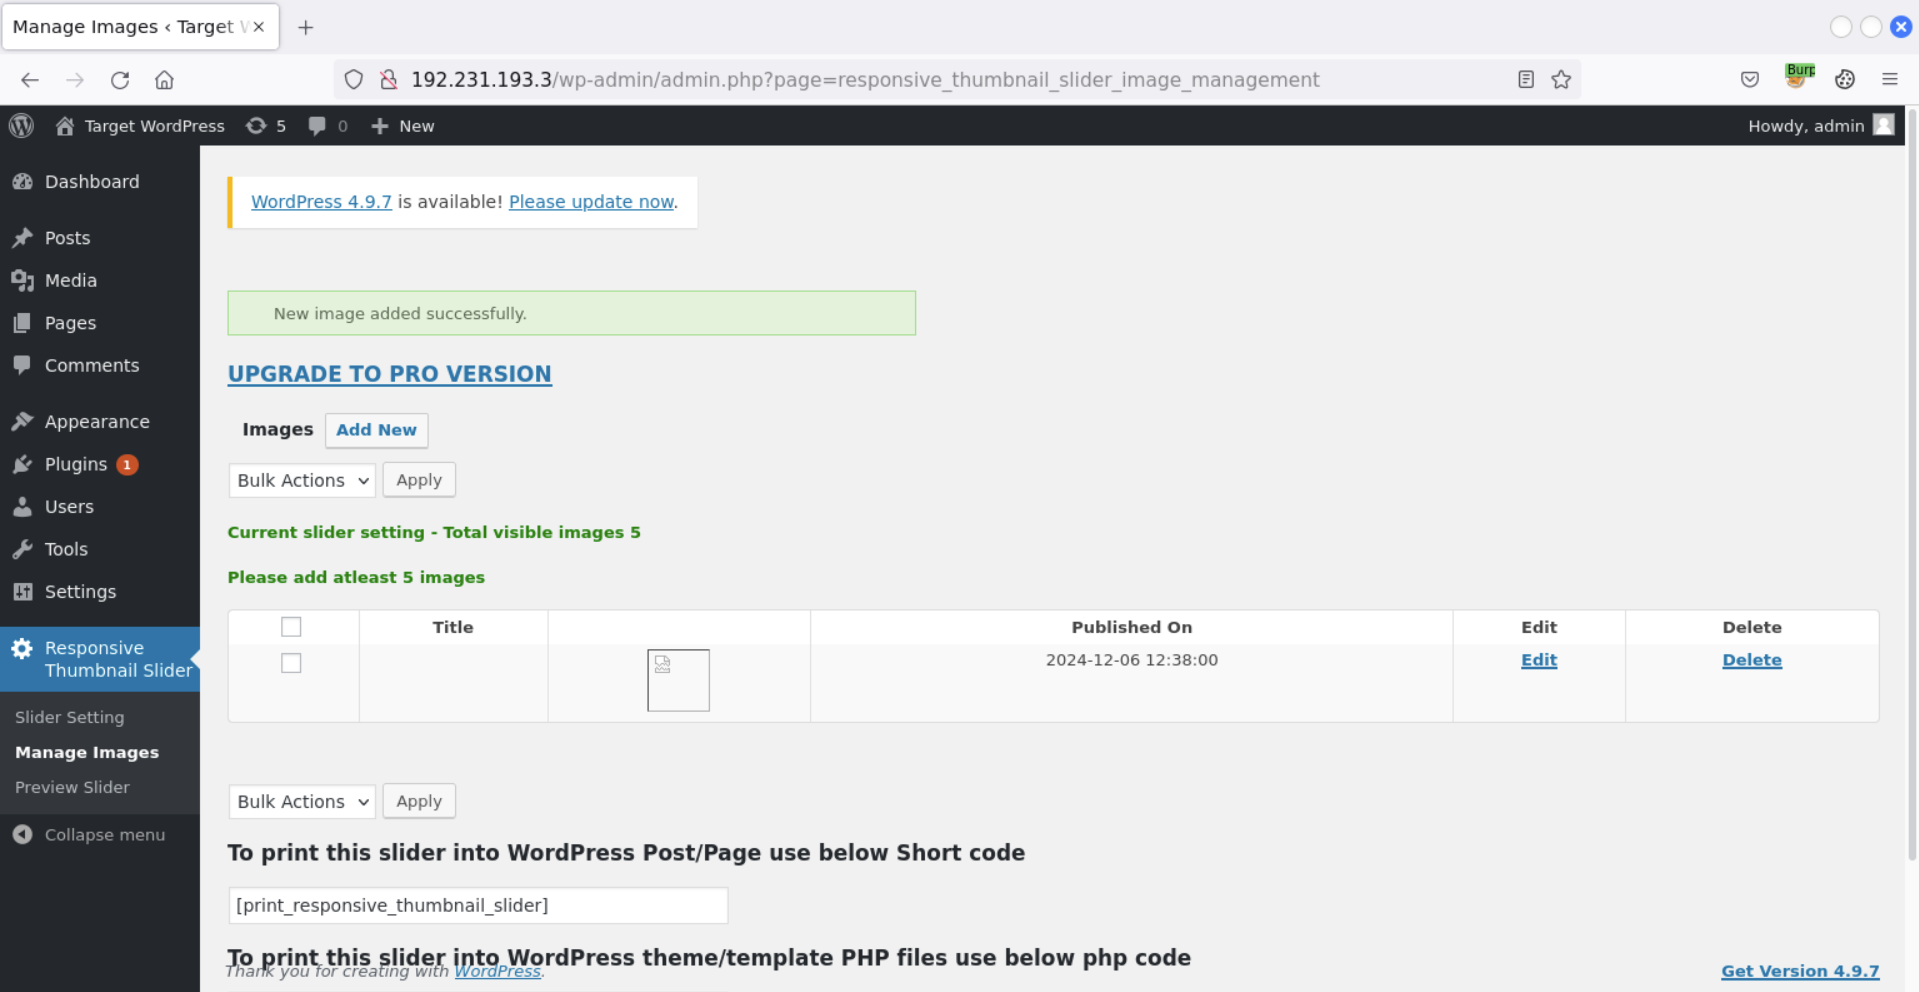 Manage Images ‹ Target W
192.231.193.3/wp-admin/admin.php?page=responsive_thumbnail_slider_image_management
Burp
Target WordPress 5 0 New Howdy, admin
Dashboard
Posts
Media
Pages
Comments
Appearance
Plugins 1
Users
Tools
Settings
Responsive
Thumbnail Slider
Slider Setting
Manage Images
Preview Slider
Collapse menu
WordPress 4.9.7 is available! Please update now.
New image added successfully.
UPGRADE TO PRO VERSION
Images Add New
Bulk Actions Apply
Current slider setting - Total visible images 5
Please add atleast 5 images
Title Published On Edit Delete
2024-12-06 12:38:00 Edit Delete
Bulk Actions Apply
To print this slider into WordPress Post/Page use below Short code
[print_responsive_thumbnail_slider]
To print this slider into WordPress theme/template PHP files use below php code
Thank you for creating with WordPress. Get Version 4.9.7